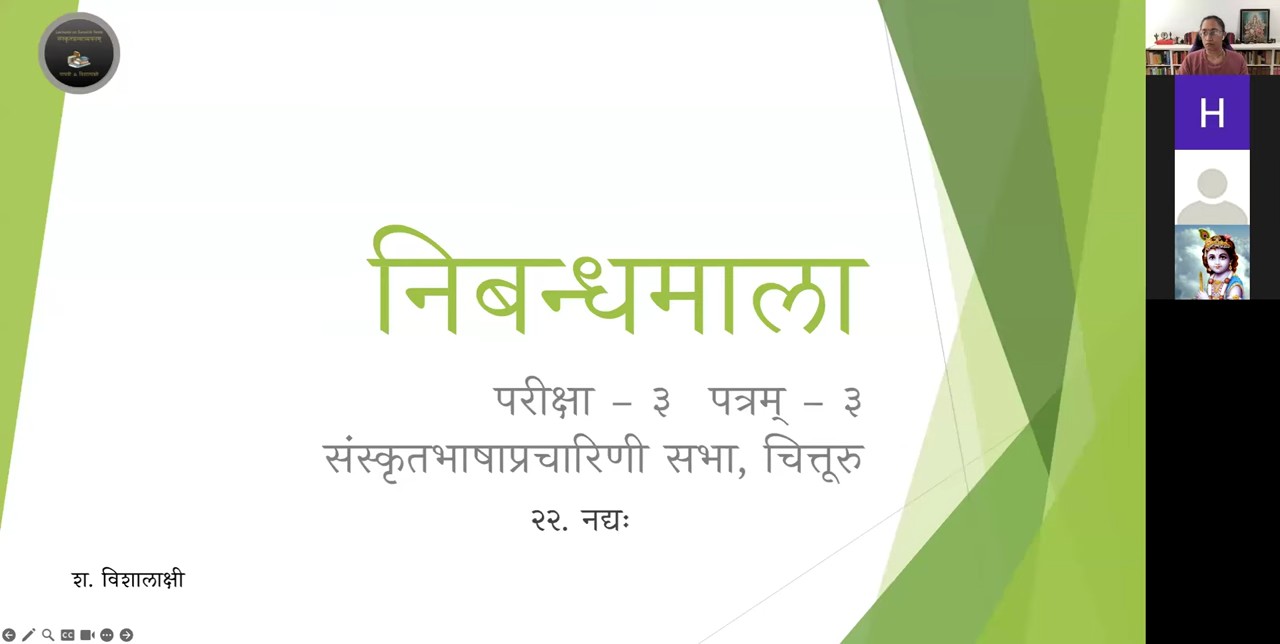 निबन्धमाला
परीक्षा – ३ पत्रम् – ३
संस्कृतभाषाप्रचारिणी सभा, चित्तूरु
२२. नद्यः
श. विशालाक्षी
H